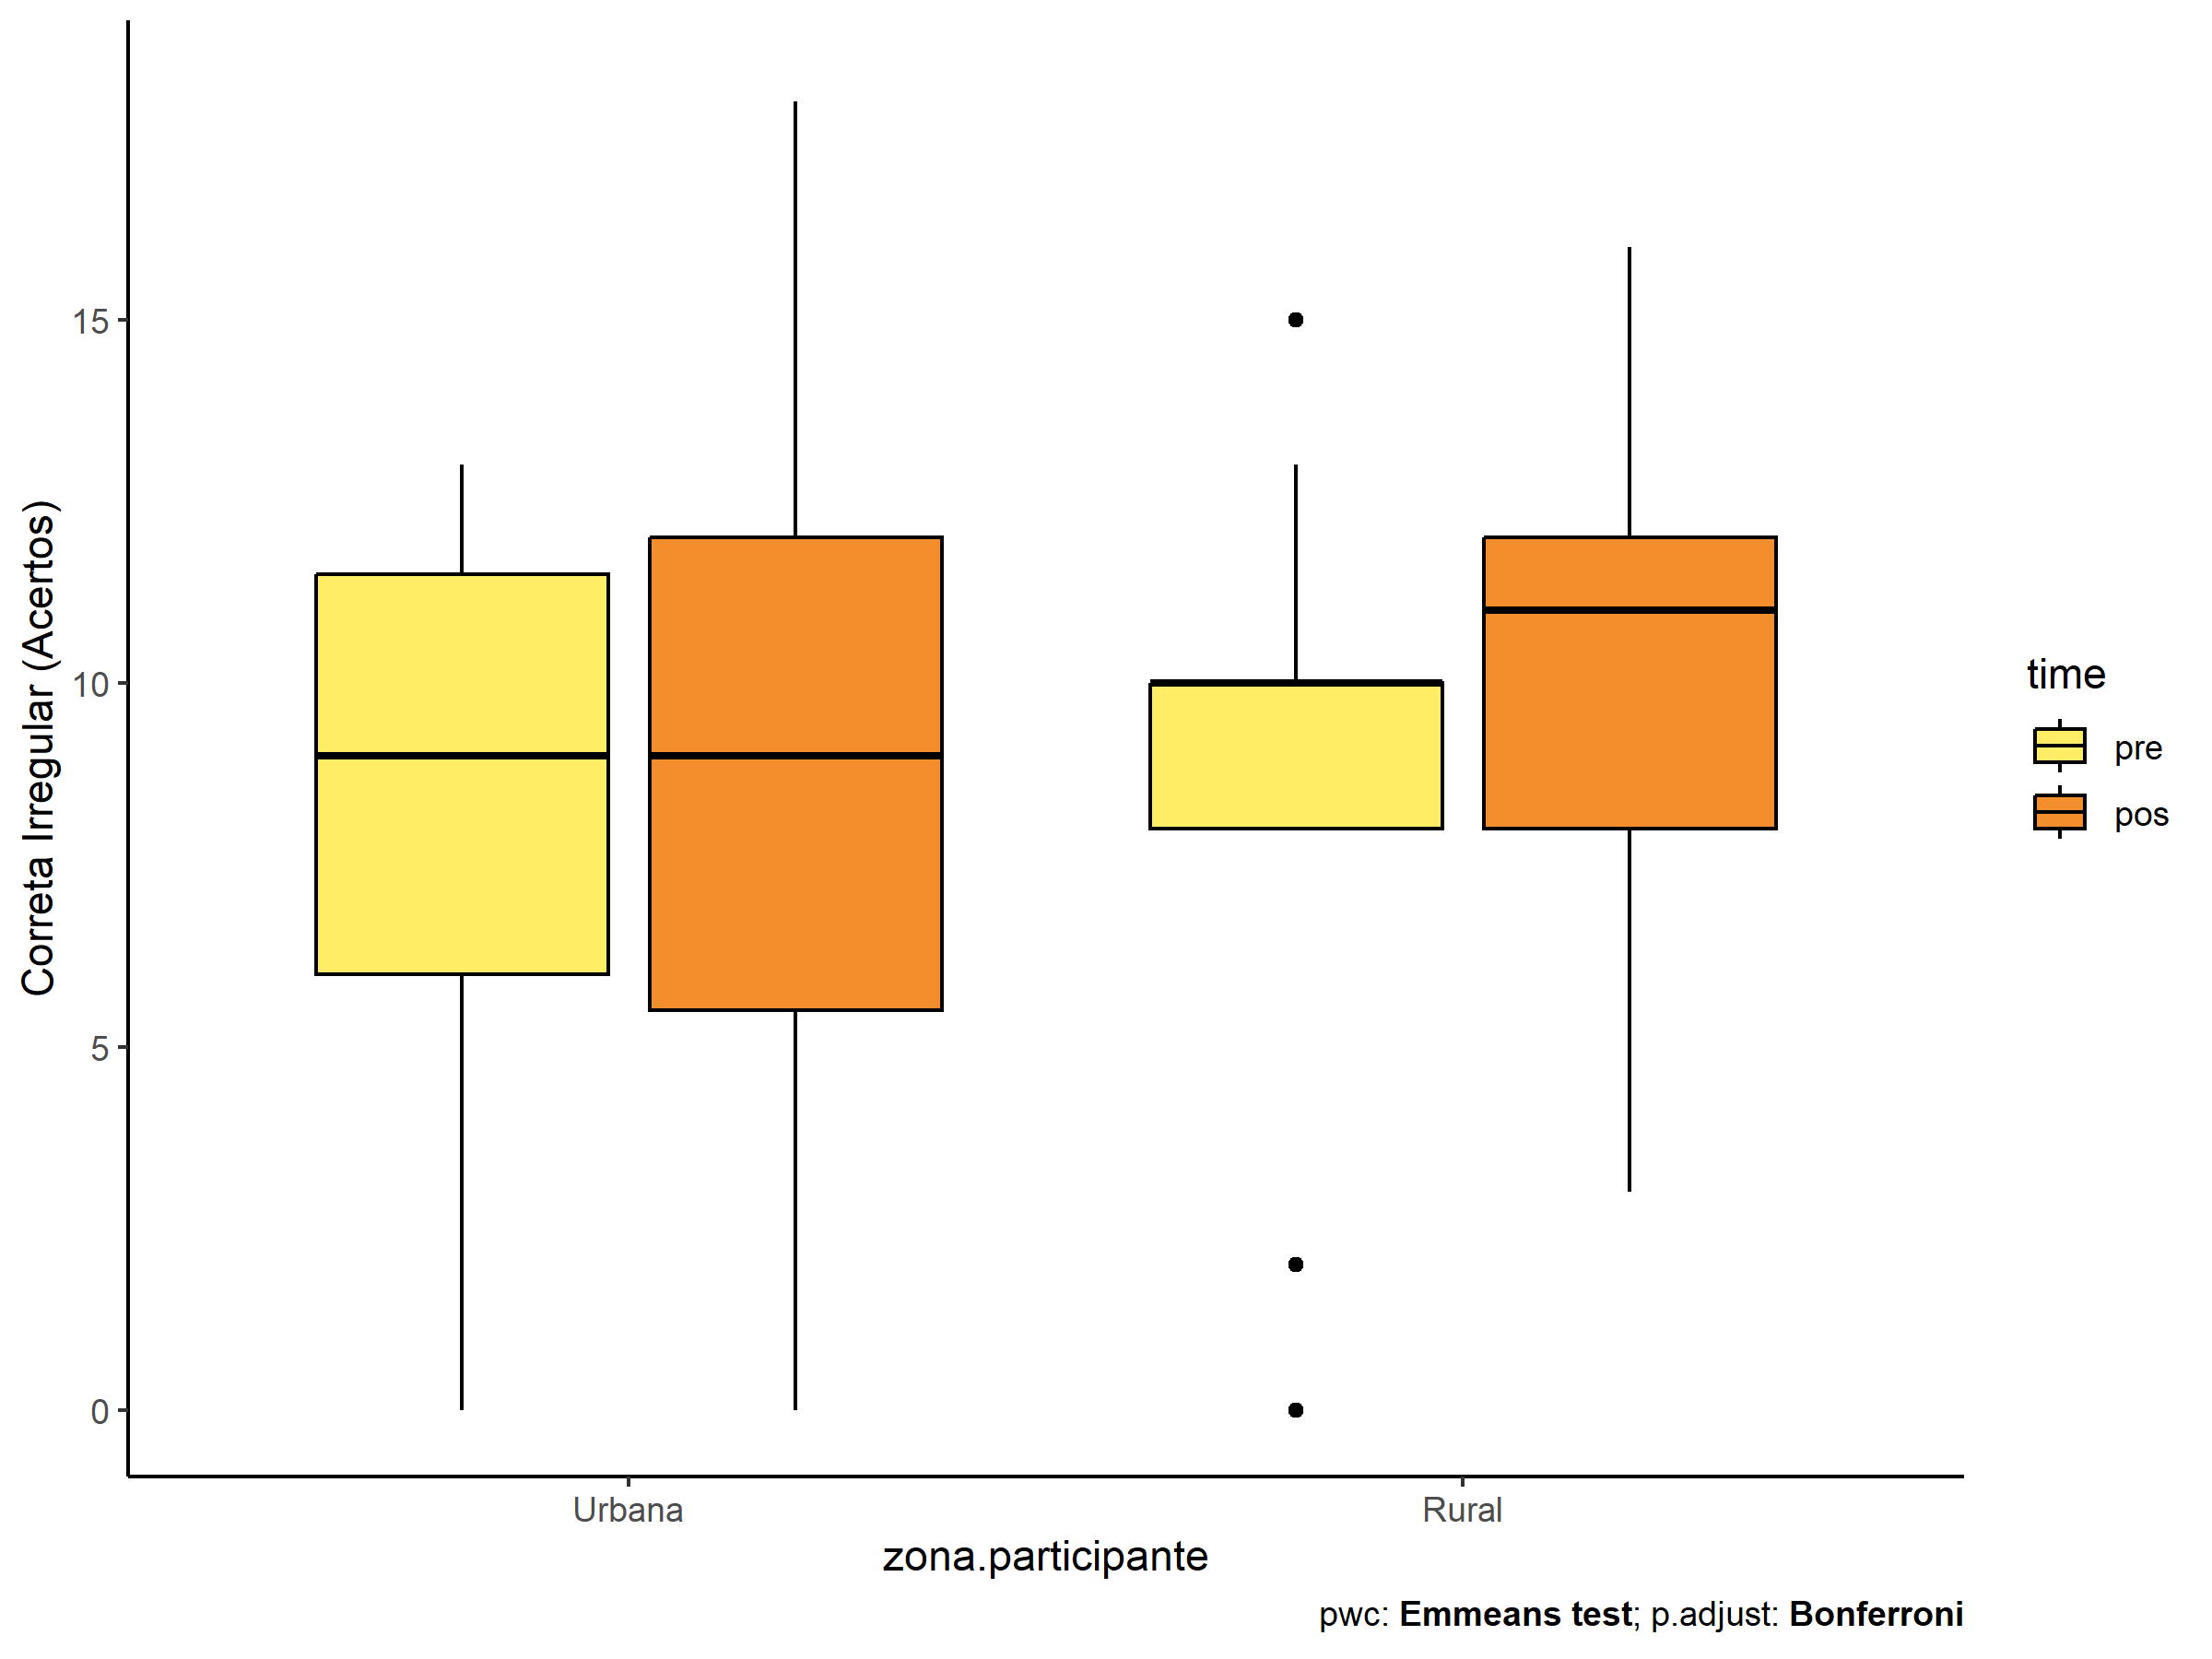 Correta Irregular (Acertos)
15
10
5
0
Urbana
Rural
zona.participante
time
pre
pos
pwc: Emmeans test; p.adjust: Bonferroni